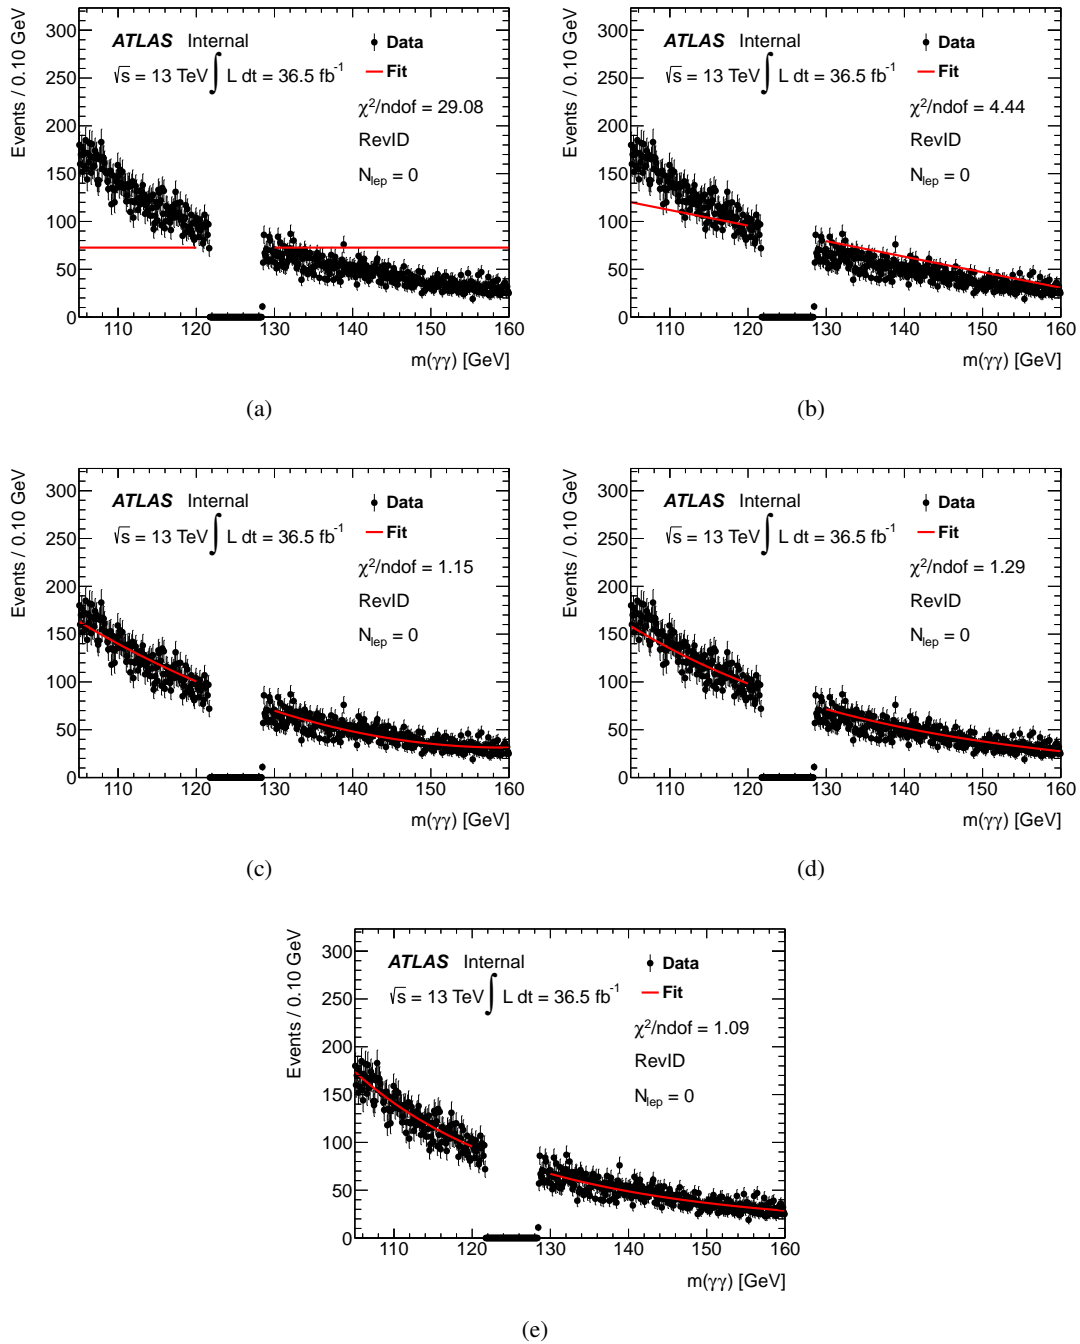 Events / 0.10 GeV
300
250
200
150
100
50
0
ATLAS Internal
√s = 13 TeV ∫ L dt = 36.5 fb⁻¹
Data
Fit
χ²/ndof = 29.08
RevID
N_lep = 0
110 120 130 140 150 160
m(γγ) [GeV]
(a)
Events / 0.10 GeV
300
250
200
150
100
50
0
ATLAS Internal
√s = 13 TeV ∫ L dt = 36.5 fb⁻¹
Data
Fit
χ²/ndof = 4.44
RevID
N_lep = 0
110 120 130 140 150 160
m(γγ) [GeV]
(b)
Events / 0.10 GeV
300
250
200
150
100
50
0
ATLAS Internal
√s = 13 TeV ∫ L dt = 36.5 fb⁻¹
Data
Fit
χ²/ndof = 1.15
RevID
N_lep = 0
110 120 130 140 150 160
m(γγ) [GeV]
(c)
Events / 0.10 GeV
300
250
200
150
100
50
0
ATLAS Internal
√s = 13 TeV ∫ L dt = 36.5 fb⁻¹
Data
Fit
χ²/ndof = 1.29
RevID
N_lep = 0
110 120 130 140 150 160
m(γγ) [GeV]
(d)
Events / 0.10 GeV
300
250
200
150
100
50
0
ATLAS Internal
√s = 13 TeV ∫ L dt = 36.5 fb⁻¹
Data
Fit
χ²/ndof = 1.09
RevID
N_lep = 0
110 120 130 140 150 160
m(γγ) [GeV]
(e)